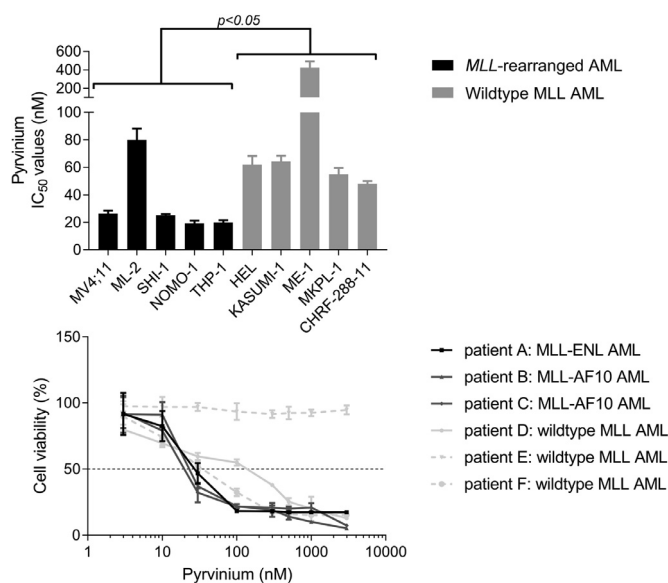 p<0.05
600
400
200
100
80
60
40
20
0
Pyrvinium
IC50 values (nM)
MV4;11
ML-2
SHI-1
NOMO-1
THP-1
HEL
KASUMI-1
ME-1
MKPL-1
CHRF-288-11
MLL-rearranged AML
Wildtype MLL AML
150
100
50
0
Cell viability (%)
1 10 100 1000 10000
Pyrvinium (nM)
patient A: MLL-ENL AML
patient B: MLL-AF10 AML
patient C: MLL-AF10 AML
patient D: wildtype MLL AML
patient E: wildtype MLL AML
patient F: wildtype MLL AML